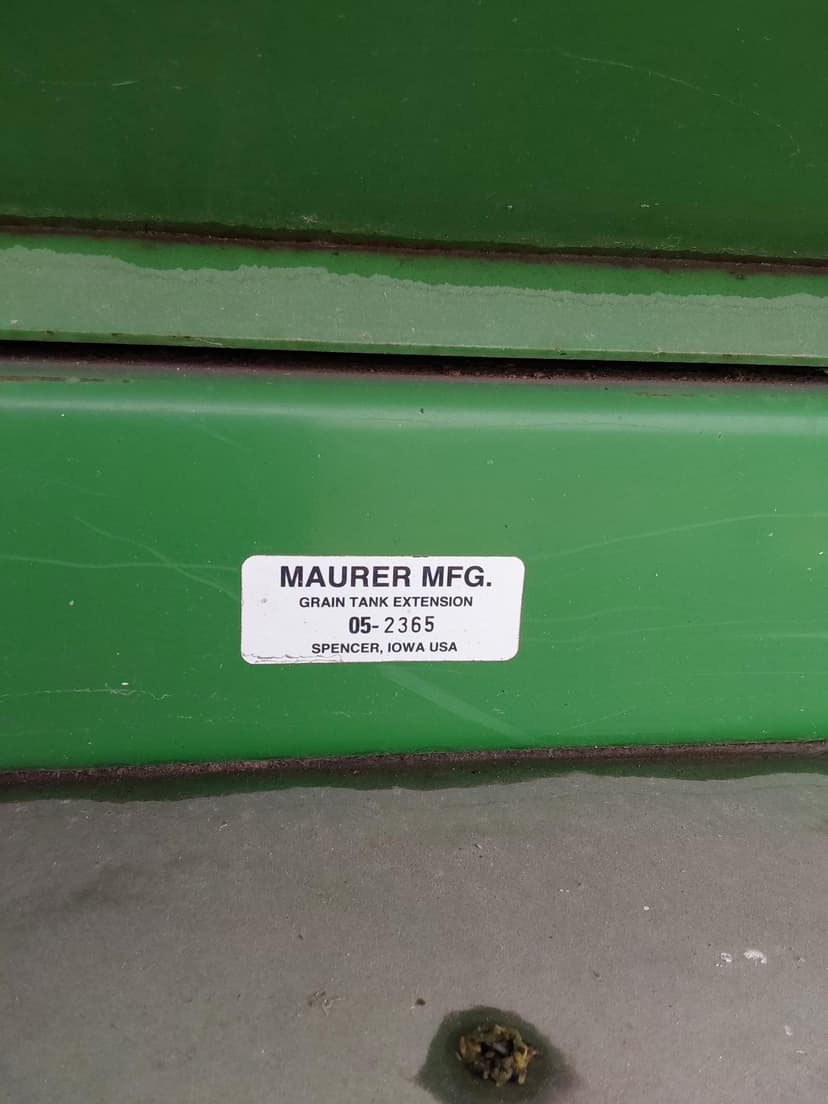 MAURER MFG.
GRAIN TANK EXTENSION
05-2365
SPENCER, IOWA USA